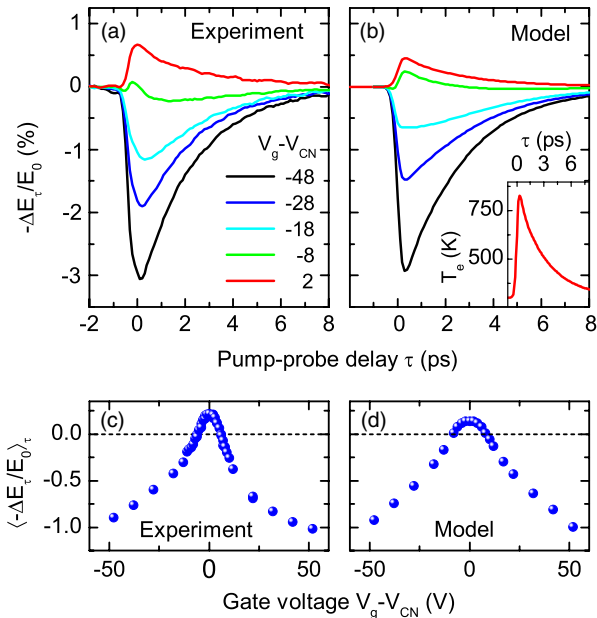 (a) Experiment
(b) Model
0
-1
-2
-3
-ΔEτ/E0 (%)
Vg-VCN
-48
-28
-18
-8
2
τ (ps)
0 3 6
750
500
250
Te (K)
-2 0 2 4 6 8
0 2 4 6 8
Pump-probe delay τ (ps)
(c)
(d)
0.0
-0.5
-1.0
⟨-ΔEτ/E0⟩τ
Experiment
Model
-50 0 50
-50 0 50
Gate voltage Vg-VCN (V)